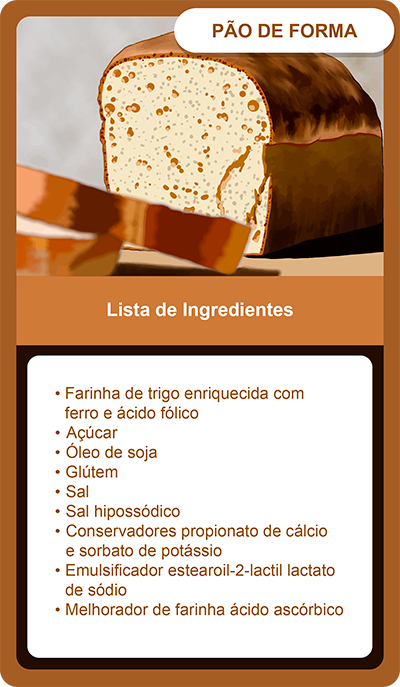 PÃO DE FORMA
Lista de Ingredientes
• Farinha de trigo enriquecida com
ferro e ácido fólico
• Açúcar
• Óleo de soja
• Glútem
• Sal
• Sal hipossódico
• Conservadores propionato de cálcio
e sorbato de potássio
• Emulsificador estearoil-2-lactil lactato
de sódio
• Melhorador de farinha ácido ascórbico